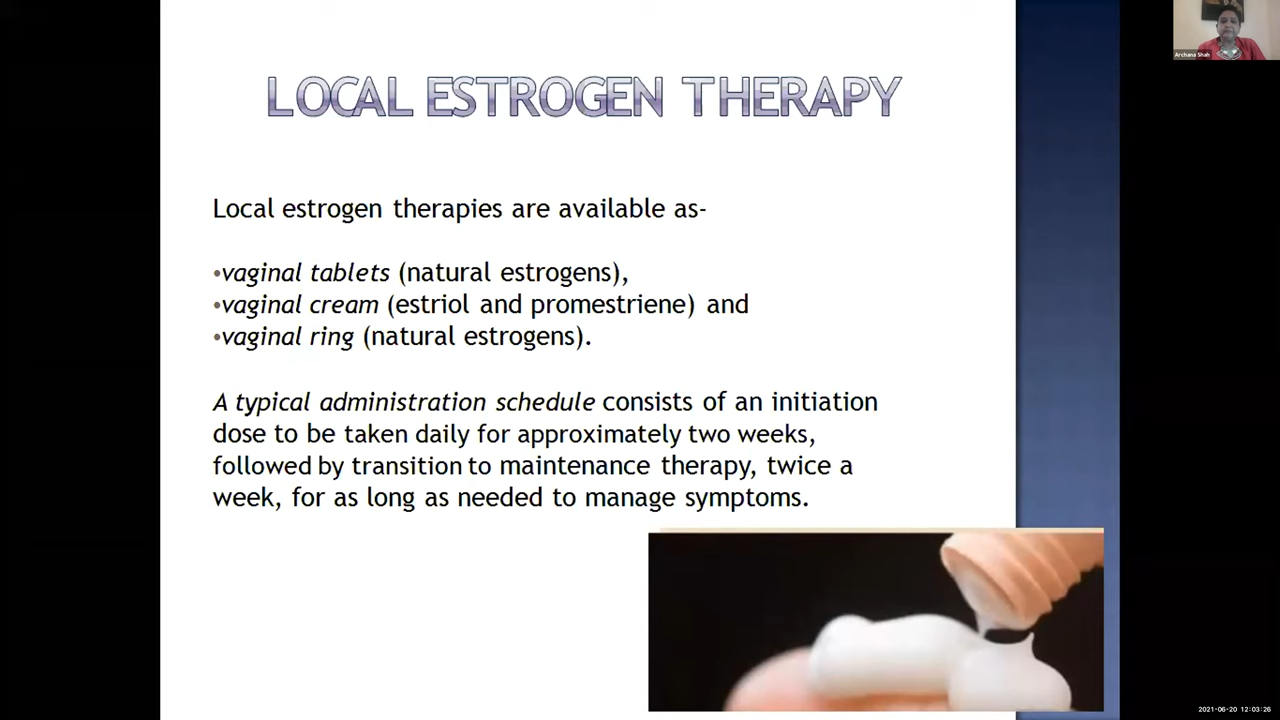 Archana Shah
LOCAL ESTROGEN THERAPY
Local estrogen therapies are available as-
•vaginal tablets (natural estrogens),
•vaginal cream (estriol and promestriene) and
•vaginal ring (natural estrogens).
A typical administration schedule consists of an initiation
dose to be taken daily for approximately two weeks,
followed by transition to maintenance therapy, twice a
week, for as long as needed to manage symptoms.
2021-06-20 12:03:26